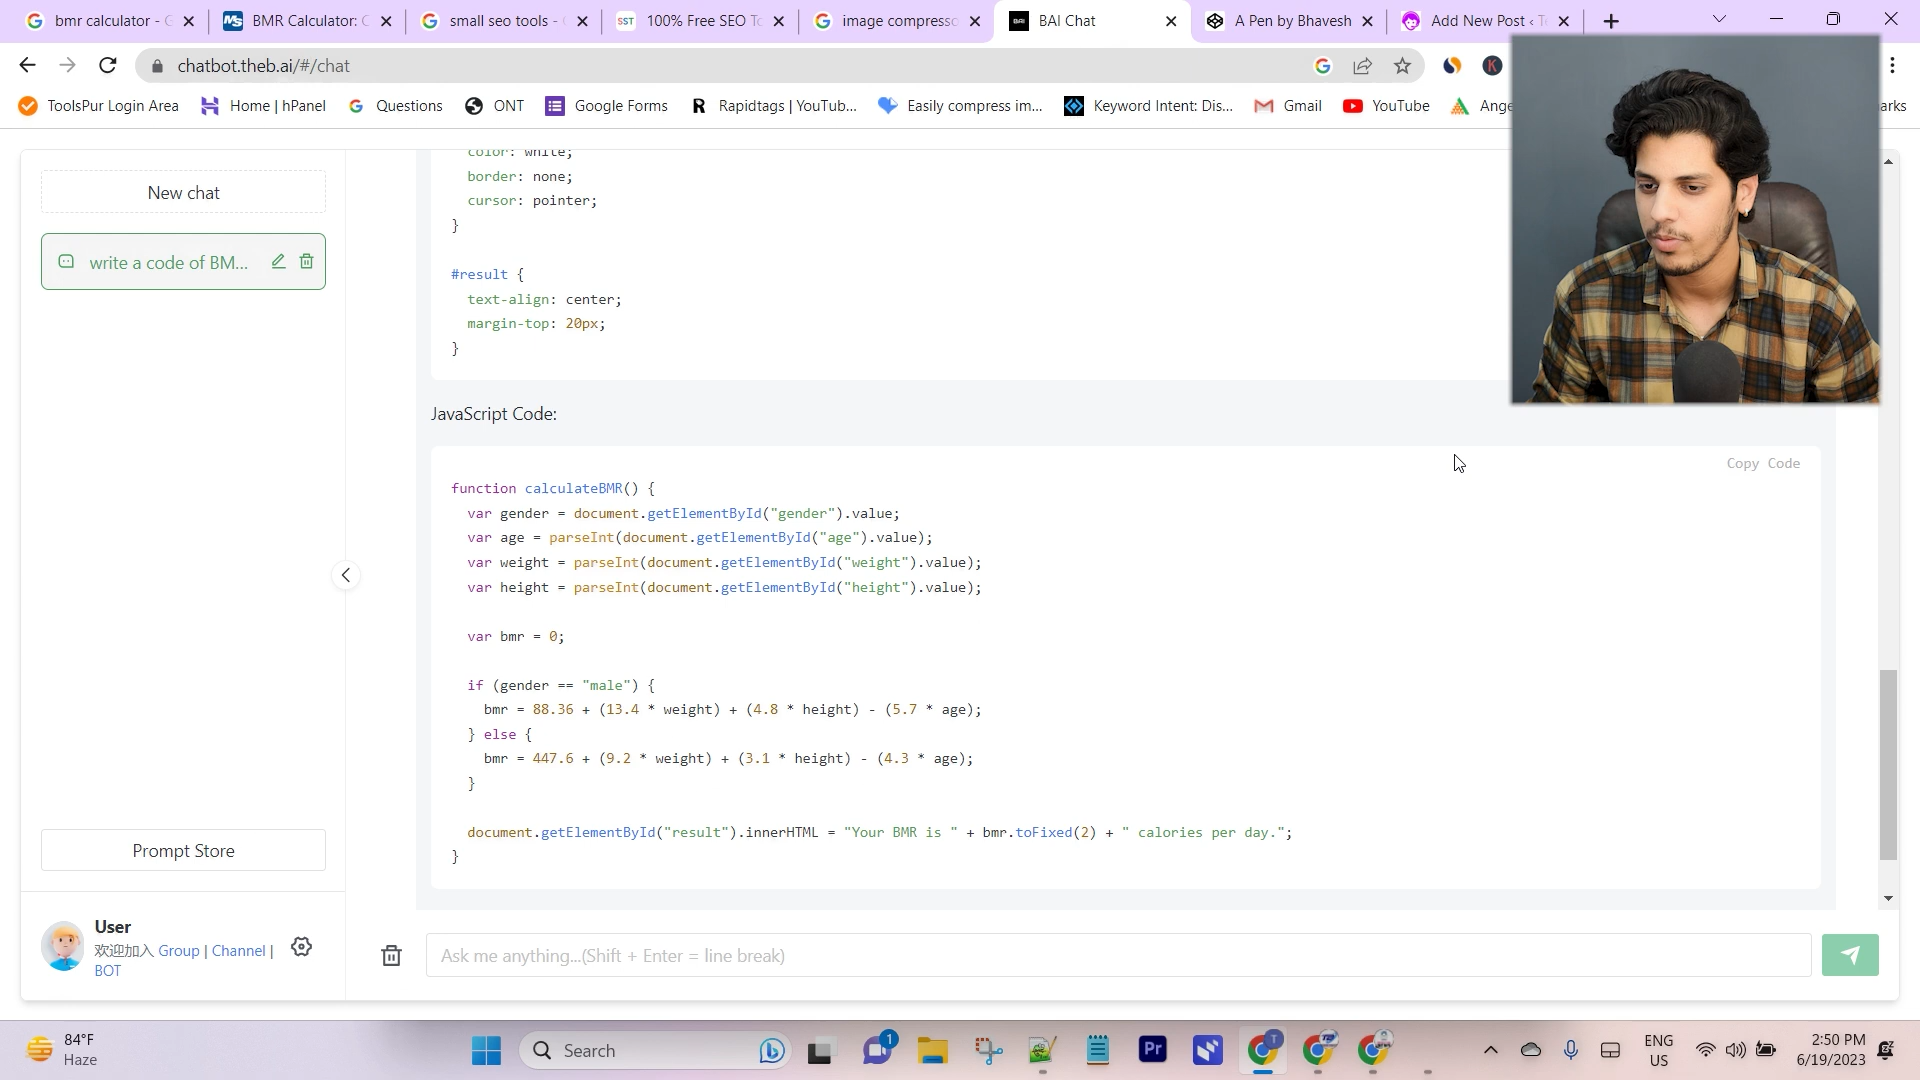 bmr calculator - G
BMR Calculator: C
small seo tools - 
100% Free SEO To
image compresso
BAI Chat
A Pen by Bhavesh
Add New Post ‹ T
chatbot.theb.ai/#/chat
ToolsPur Login Area
Home | hPanel
Questions
ONT
Google Forms
Rapidtags | YouTub...
Easily compress im...
Keyword Intent: Dis...
Gmail
YouTube
Ange
arks
New chat
write a code of BM...
color: white;
border: none;
cursor: pointer;
}
#result {
text-align: center;
margin-top: 20px;
}
JavaScript Code:
Copy Code
function calculateBMR() {
var gender = document.getElementById("gender").value;
var age = parseInt(document.getElementById("age").value);
var weight = parseInt(document.getElementById("weight").value);
var height = parseInt(document.getElementById("height").value);
var bmr = 0;
if (gender == "male") {
bmr = 88.36 + (13.4 * weight) + (4.8 * height) - (5.7 * age);
} else {
bmr = 447.6 + (9.2 * weight) + (3.1 * height) - (4.3 * age);
}
document.getElementById("result").innerHTML = "Your BMR is " + bmr.toFixed(2) + " calories per day.";
}
Prompt Store
User
欢迎加入 Group | Channel |
BOT
Ask me anything...(Shift + Enter = line break)
84°F
Haze
Search
1
Pr
ENG
US
2:50 PM
6/19/2023